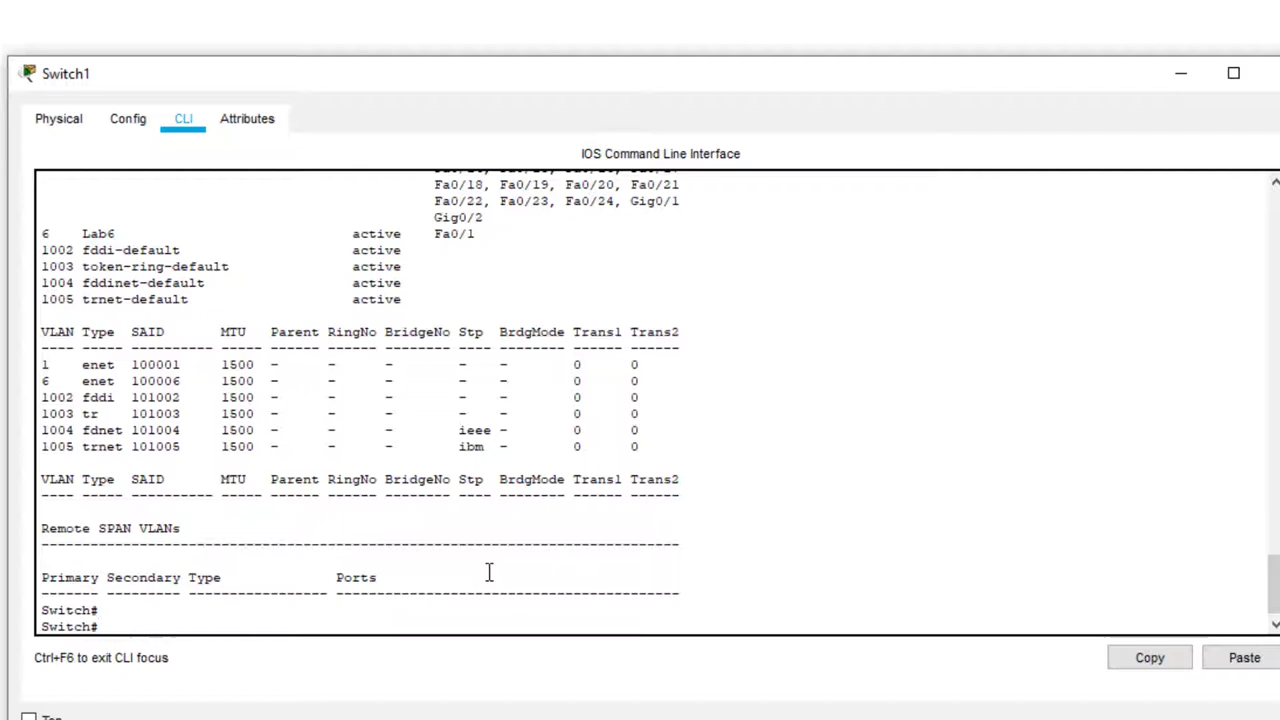 Switch1
Physical Config CLI Attributes
IOS Command Line Interface
Fa0/18, Fa0/19, Fa0/20, Fa0/21
Fa0/22, Fa0/23, Fa0/24, Gig0/1
Gig0/2
6 Lab6 active Fa0/1
1002 fddi-default active
1003 token-ring-default active
1004 fddinet-default active
1005 trnet-default active
VLAN Type SAID MTU Parent RingNo BridgeNo Stp BrdgMode Trans1 Trans2
---- ----- ---------- ----- ------ ------ -------- ---- -------- ------ ------
1 enet 100001 1500 - - - - - 0 0
6 enet 100006 1500 - - - - - 0 0
1002 fddi 101002 1500 - - - - - 0 0
1003 tr 101003 1500 - - - - - 0 0
1004 fdnet 101004 1500 - - - ieee - 0 0
1005 trnet 101005 1500 - - - ibm - 0 0
VLAN Type SAID MTU Parent RingNo BridgeNo Stp BrdgMode Trans1 Trans2
---- ----- ---------- ----- ------ ------ -------- ---- -------- ------ ------
Remote SPAN VLANs
------------------------------------------------------------------------------
Primary Secondary Type Ports
------- --------- ----------------- ------------------------------------------
Switch#
Switch#
Ctrl+F6 to exit CLI focus
Copy Paste